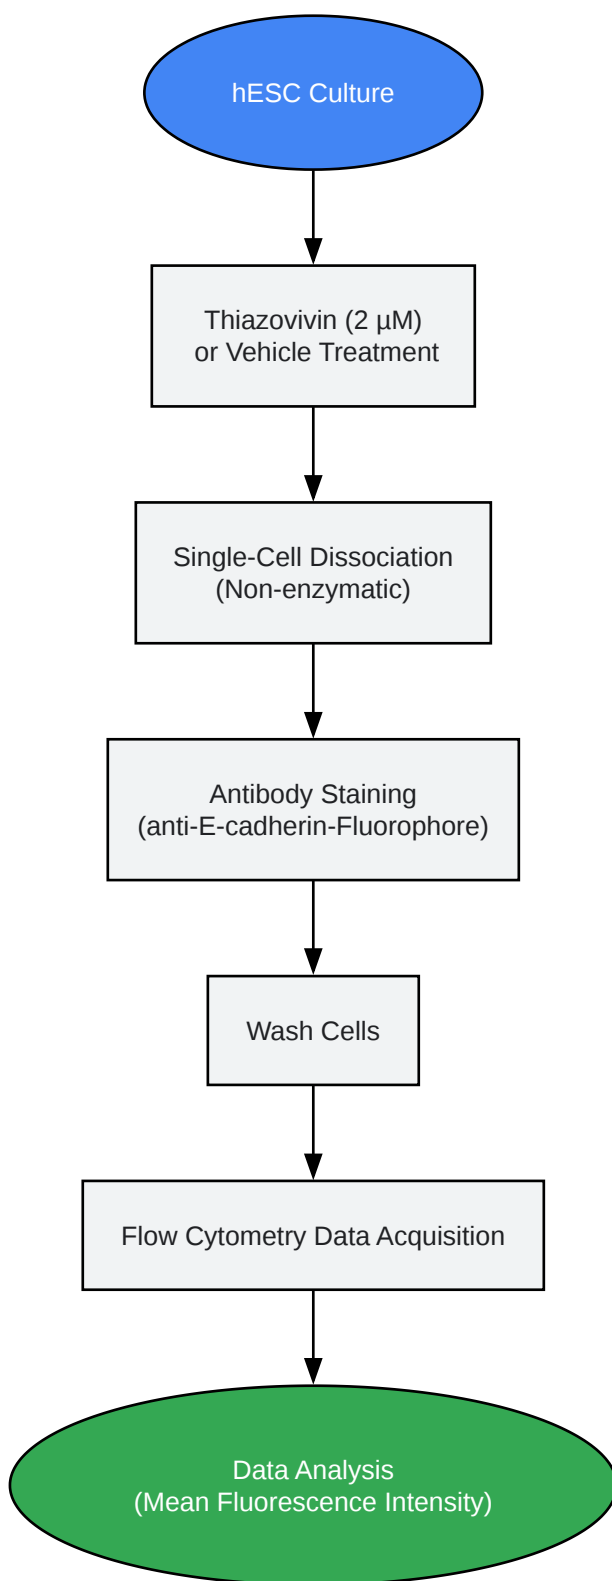 hESC Culture
Thiazovivin (2 µM)
or Vehicle Treatment
Single-Cell Dissociation
(Non-enzymatic)
Antibody Staining
(anti-E-cadherin-Fluorophore)
Wash Cells
Flow Cytometry Data Acquisition
Data Analysis
(Mean Fluorescence Intensity)